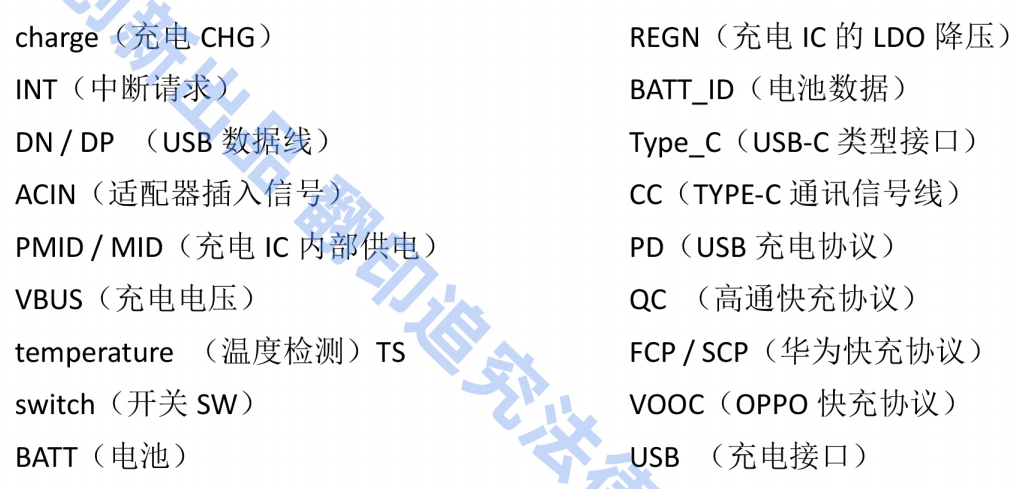 charge（充电 CHG）
INT（中断请求）
DN / DP （USB 数据线）
ACIN（适配器插入信号）
PMID / MID（充电 IC 内部供电）
VBUS（充电电压）
temperature （温度检测）TS
switch（开关 SW）
BATT（电池）
REGN（充电 IC 的 LDO 降压）
BATT_ID（电池数据）
Type_C（USB-C 类型接口）
CC（TYPE-C 通讯信号线）
PD（USB 充电协议）
QC （高通快充协议）
FCP / SCP（华为快充协议）
VOOC（OPPO 快充协议）
USB （充电接口）
创新出品 翻印追究法律